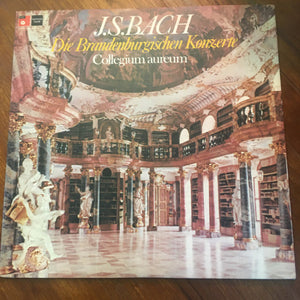 J.S.BACH
Die Brandenburgischen Konzerte
Collegium aureum